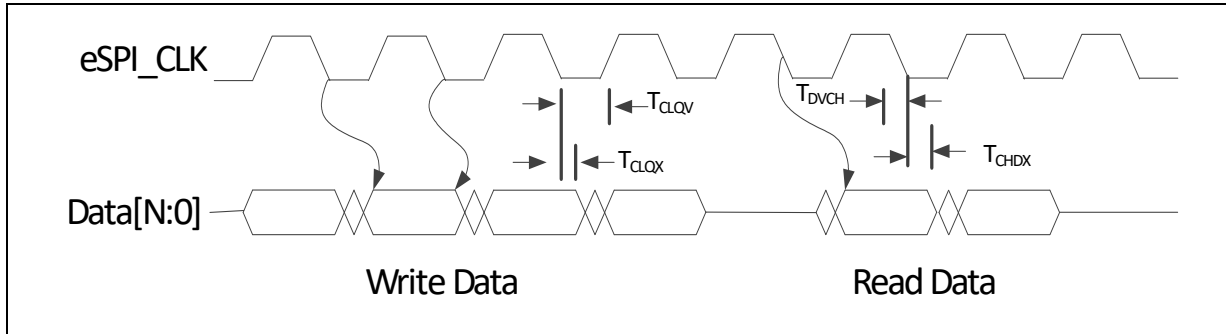 eSPI_CLK
TDVCH
TCLQV
TCLQX
TCHDX
Data[N:0]
Write Data
Read Data